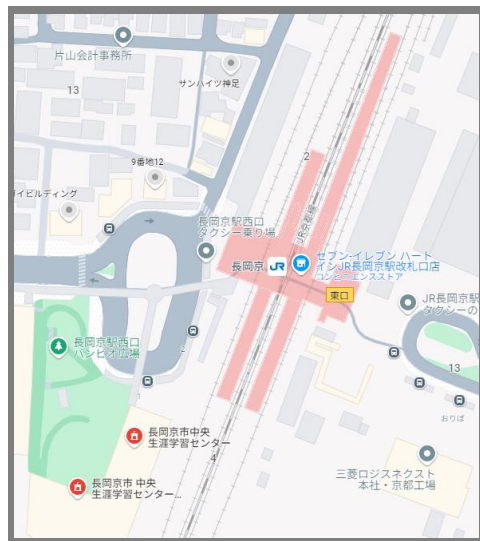 片山会計事務所
サンハイツ神足
13
9番地12
2
イビルディング
長岡京駅西口
タクシー乗り場
JR京都線
長岡京
JR
セブン-イレブン ハート
インJR長岡京駅改札口店
コンビニエンスストア
東口
JR長岡京駅
タクシーの
長岡京駅西口
バンビオ広場
2
13
1
おりば
長岡京市中央
生涯学習センター
4
三菱ロジスネクスト
本社・京都工場
長岡京市 中央
生涯学習センター...